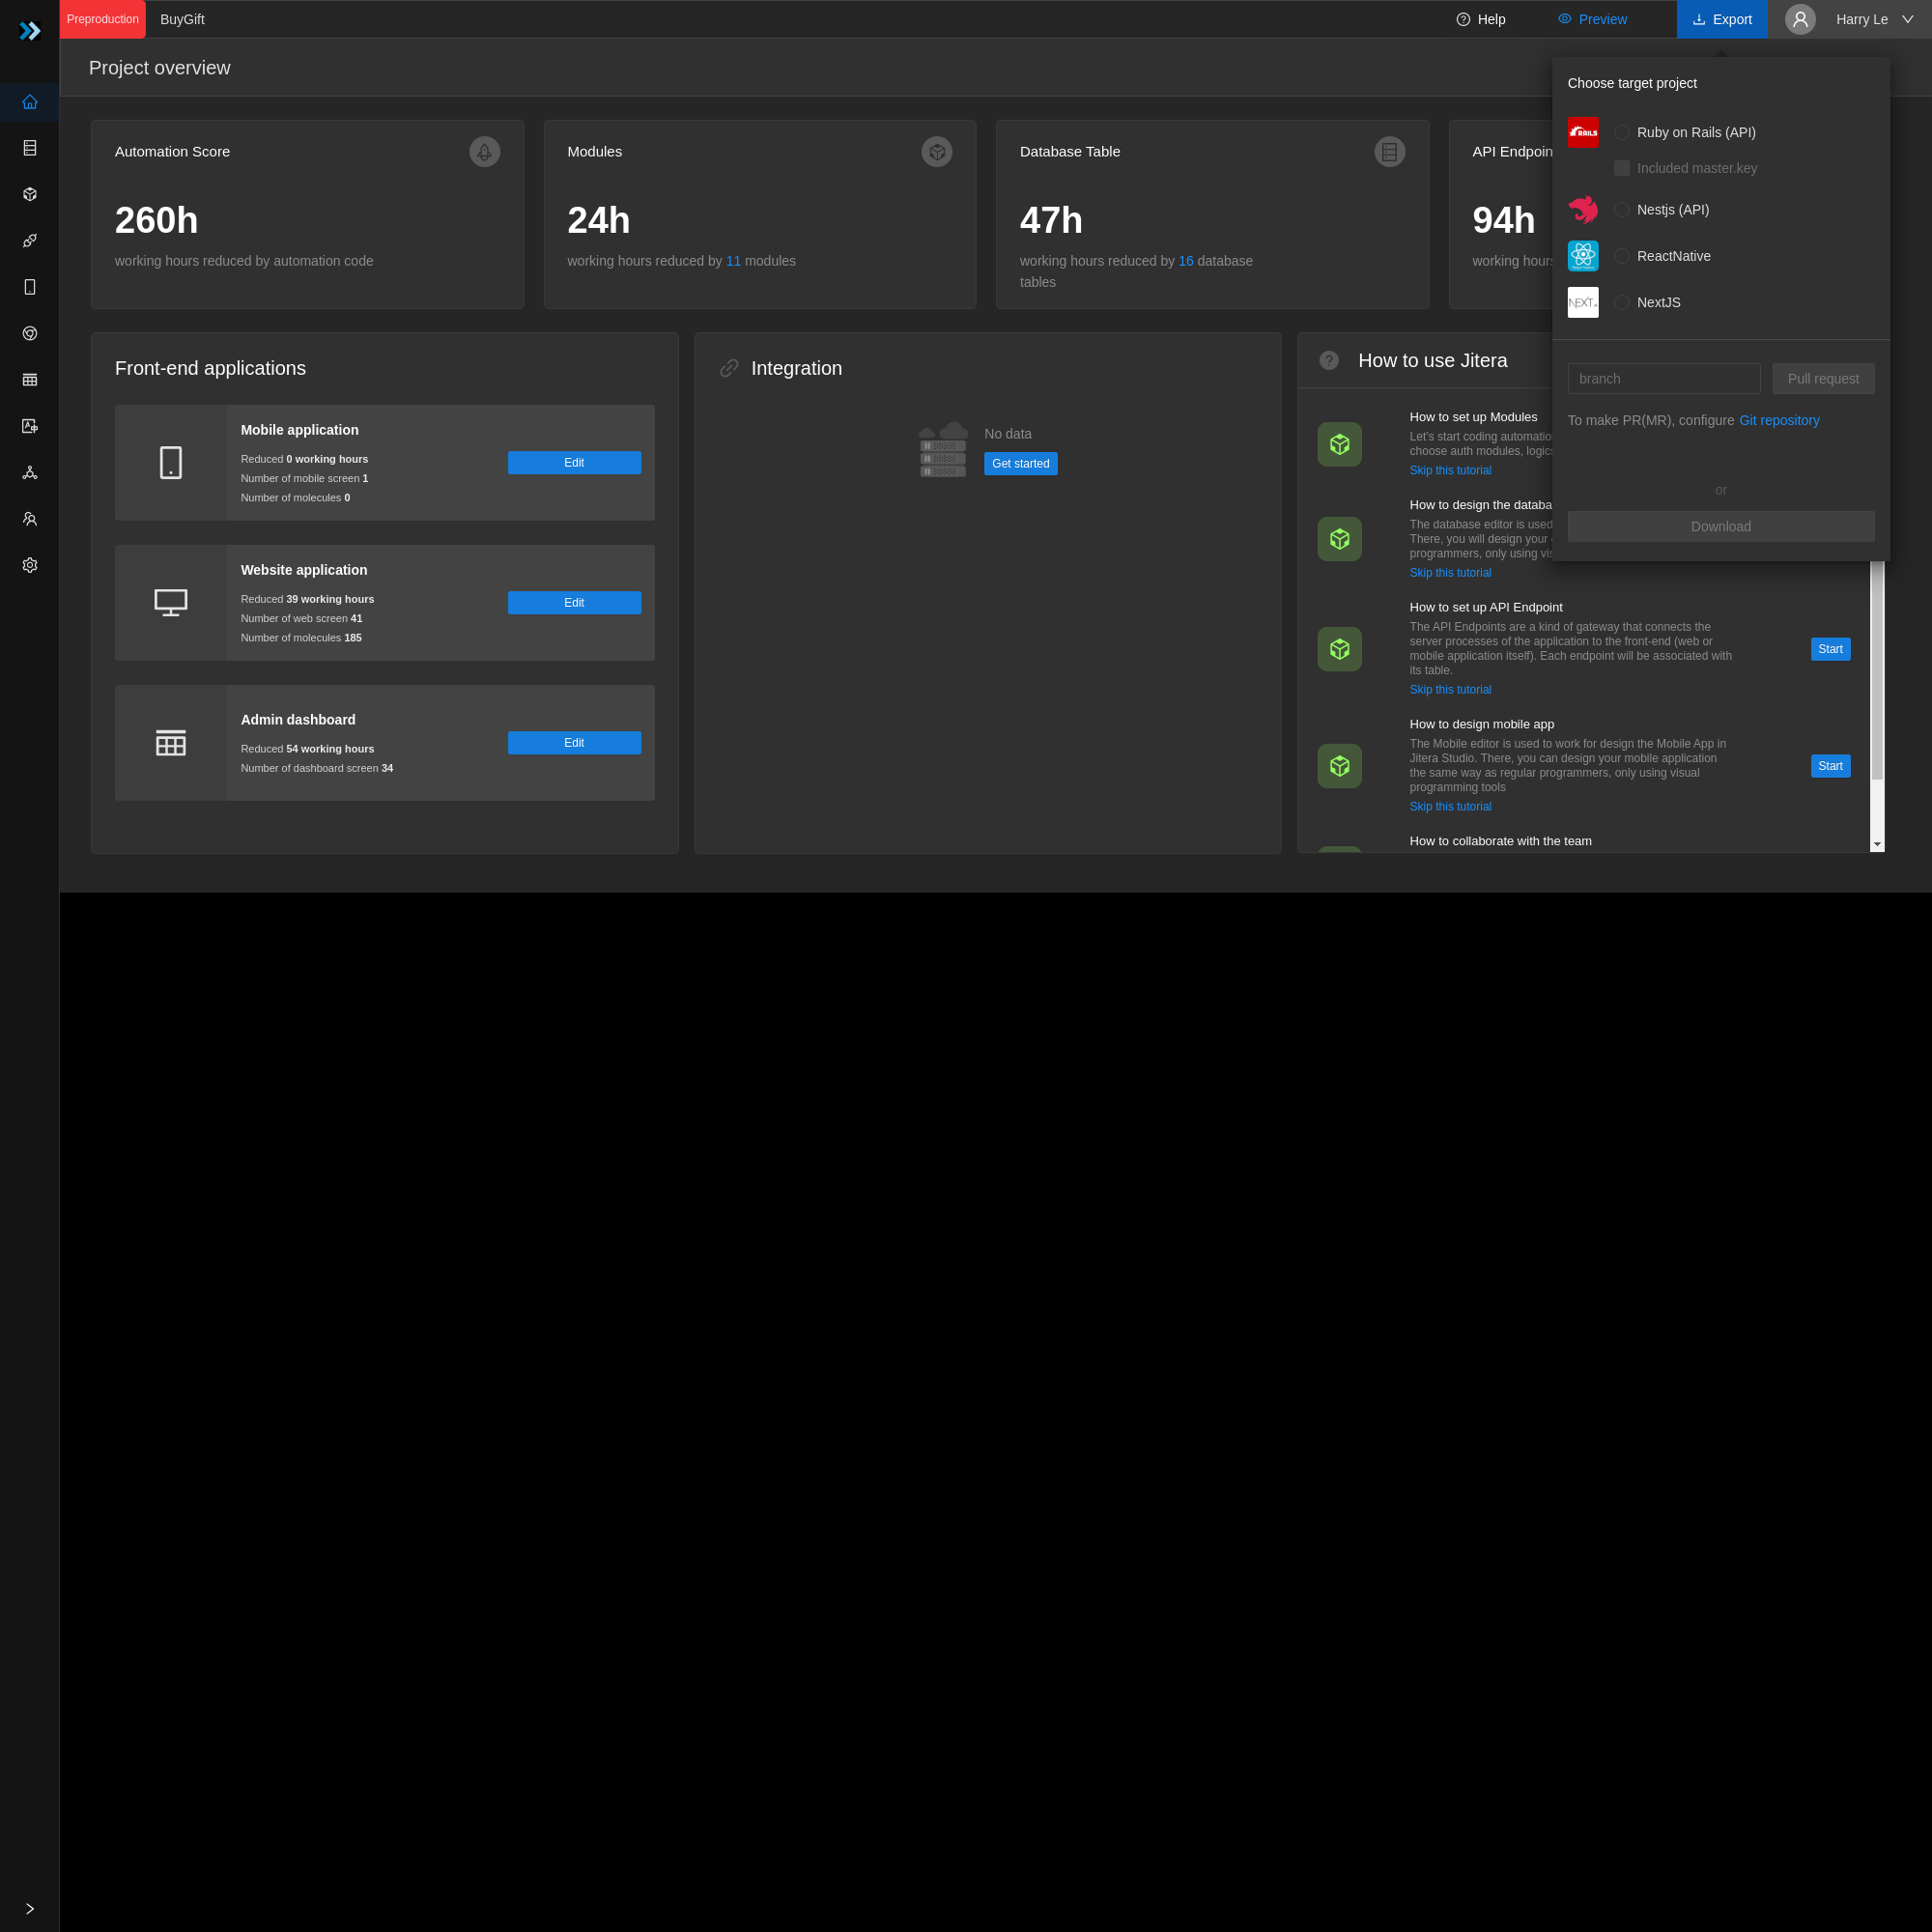 Preproduction
BuyGift
Help
Preview
Export
Harry Le
Project overview
Automation Score
260h
working hours reduced by automation code
Modules
24h
working hours reduced by 11 modules
Database Table
47h
working hours reduced by 16 database
tables
API Endpoin
94h
working hours
Choose target project
RAILS
Ruby on Rails (API)
Included master.key
Nestjs (API)
ReactNative
NEXT.
NextJS
branch
Pull request
To make PR(MR), configure Git repository
or
Download
Front-end applications
Mobile application
Reduced 0 working hours
Number of mobile screen 1
Number of molecules 0
Edit
Website application
Reduced 39 working hours
Number of web screen 41
Number of molecules 185
Edit
Admin dashboard
Reduced 54 working hours
Number of dashboard screen 34
Edit
Integration
No data
Get started
How to use Jitera
How to set up Modules
Let's start coding automatio
choose auth modules, logics
Skip this tutorial
How to design the databa
The database editor is used
There, you will design your
programmers, only using vis
Skip this tutorial
How to set up API Endpoint
The API Endpoints are a kind of gateway that connects the
server processes of the application to the front-end (web or
mobile application itself). Each endpoint will be associated with
its table.
Skip this tutorial
Start
How to design mobile app
The Mobile editor is used to work for design the Mobile App in
Jitera Studio. There, you can design your mobile application
the same way as regular programmers, only using visual
programming tools
Skip this tutorial
Start
How to collaborate with the team